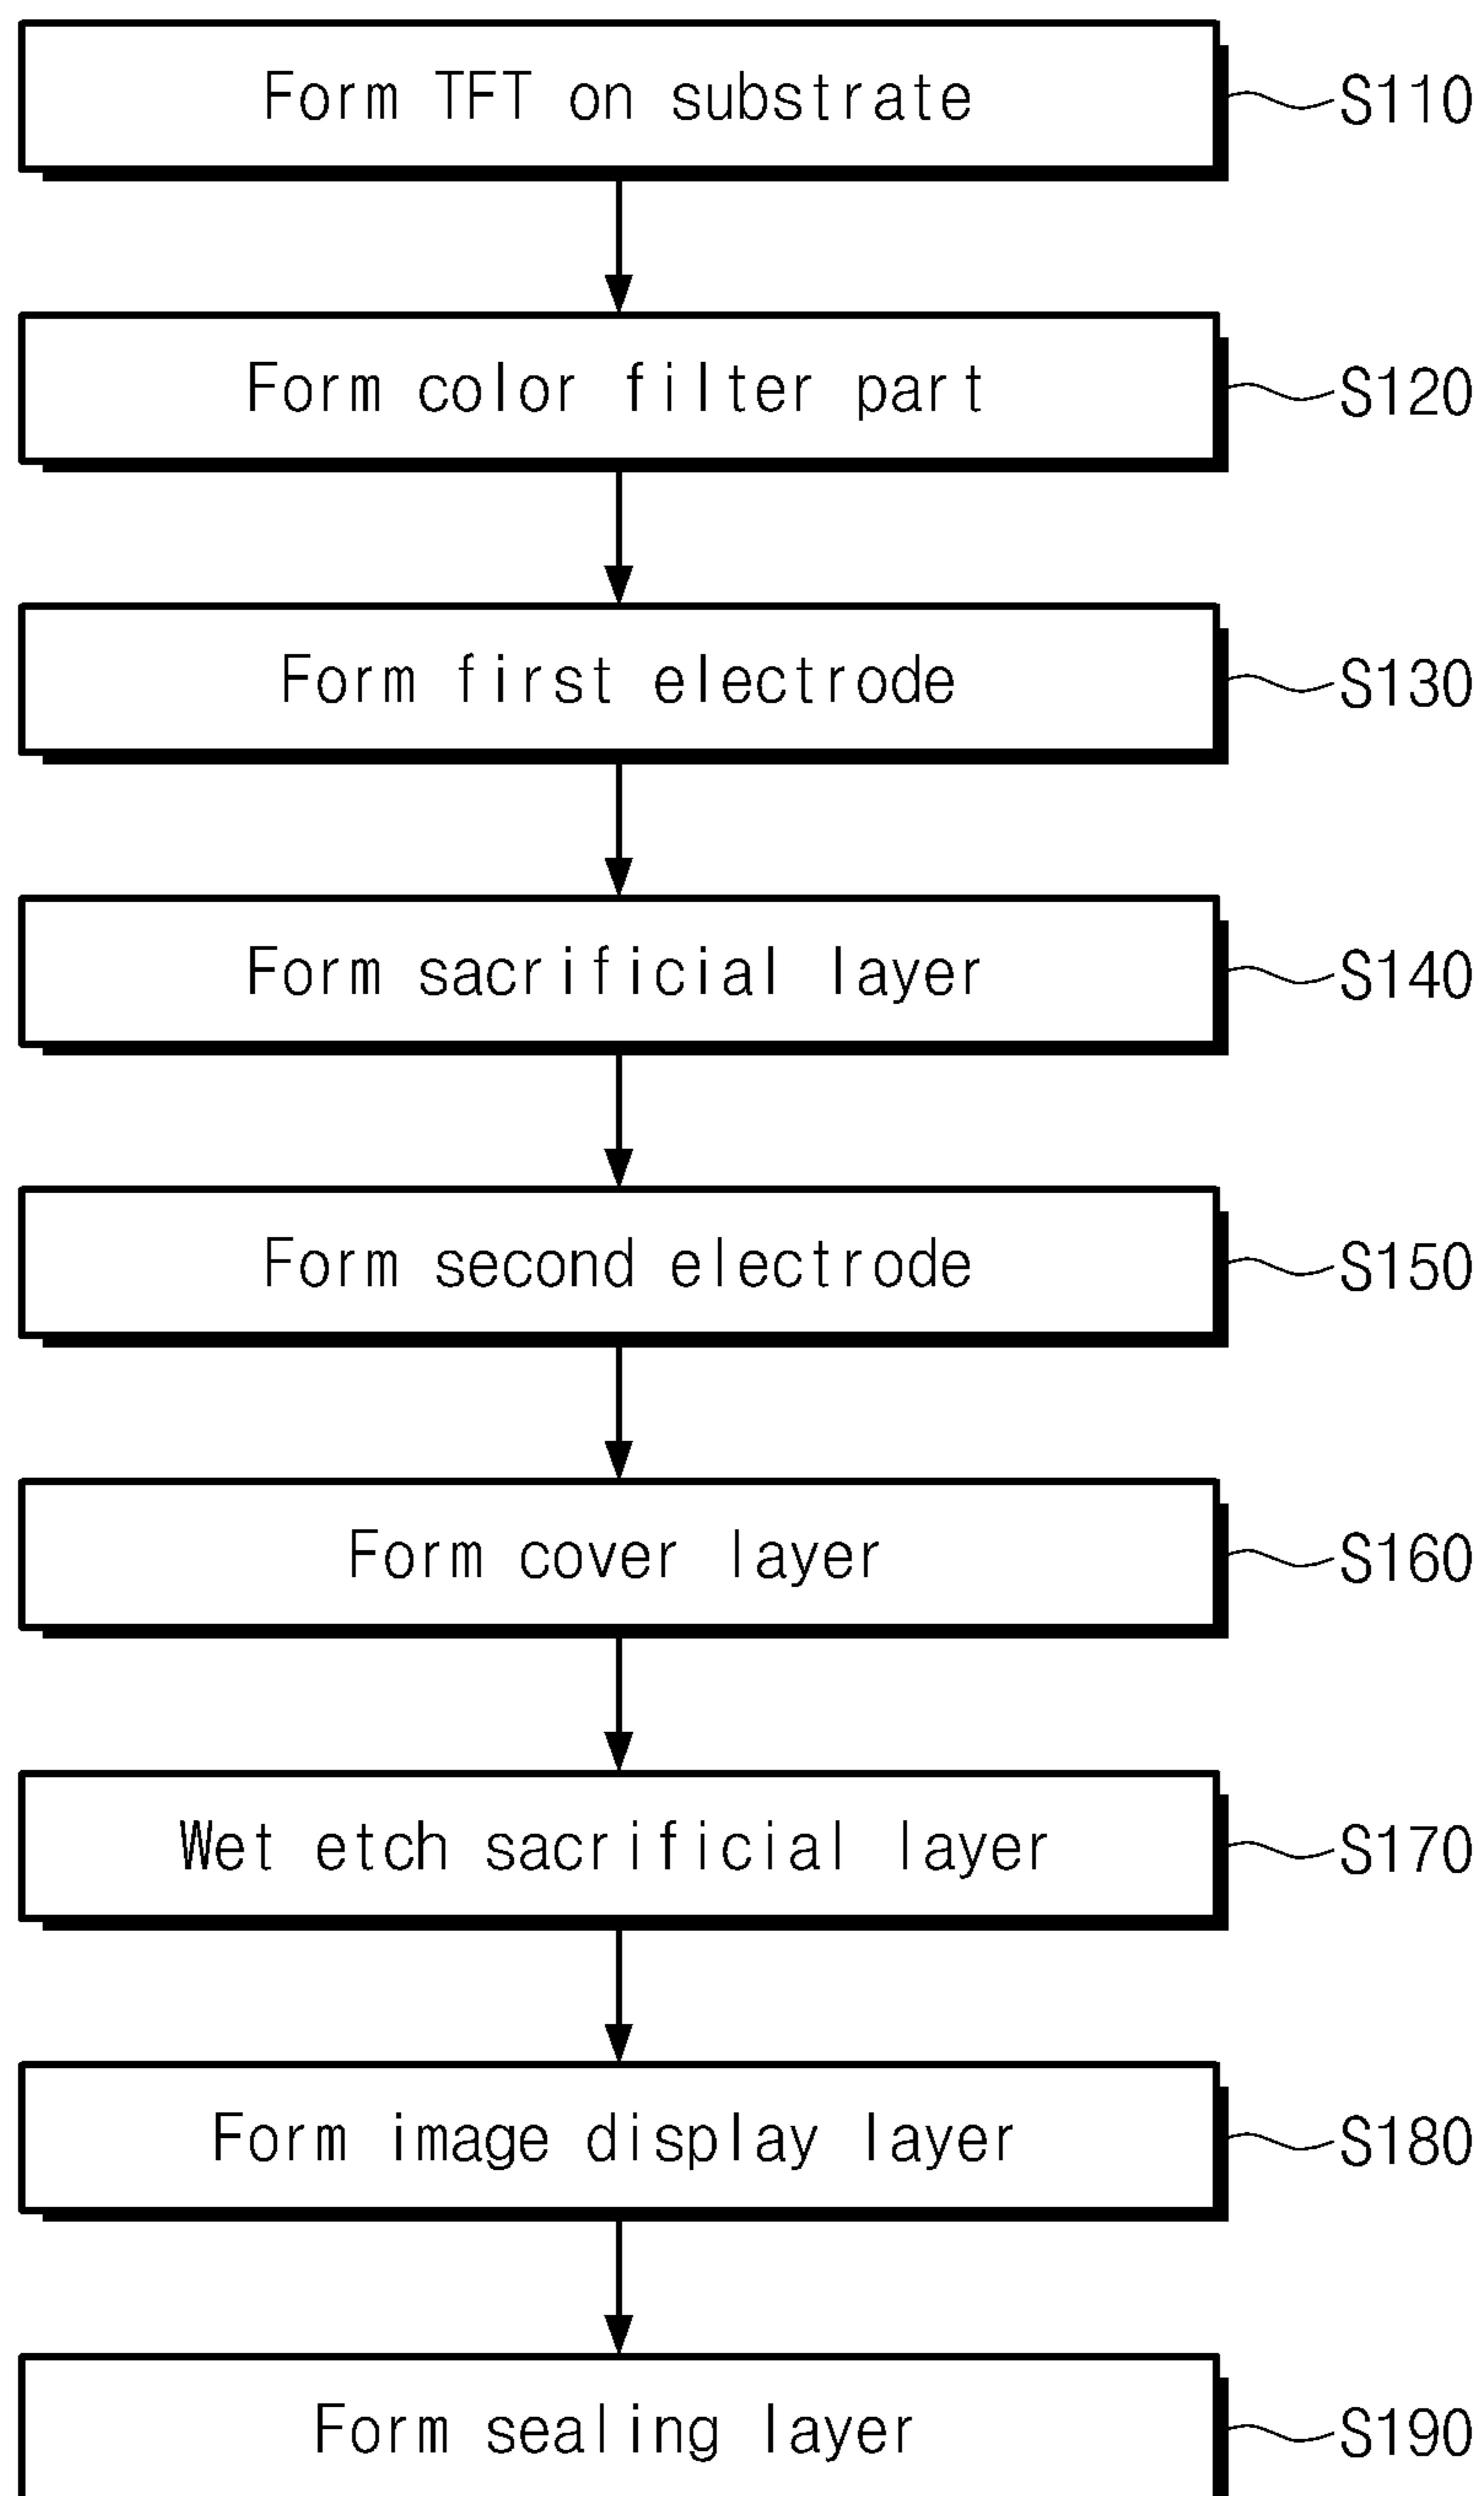 Form TFT on substrate S110
Form color filter part S120
Form first electrode S130
Form sacrificial layer S140
Form second electrode S150
Form cover layer S160
Wet etch sacrificial layer S170
Form image display layer S180
Form sealing layer S190